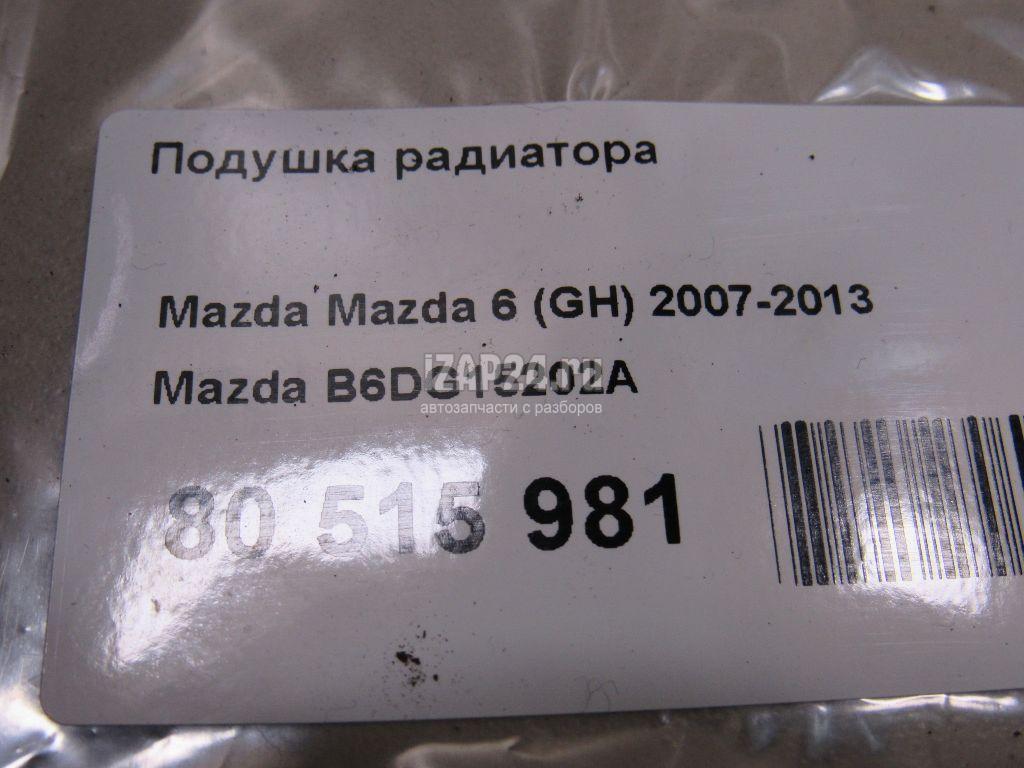 Подушка радиатора
Mazda Mazda 6 (GH) 2007-2013
iZAP24.ru
Mazda B6DG15202A
автозапчасти с разборов
80 515 981